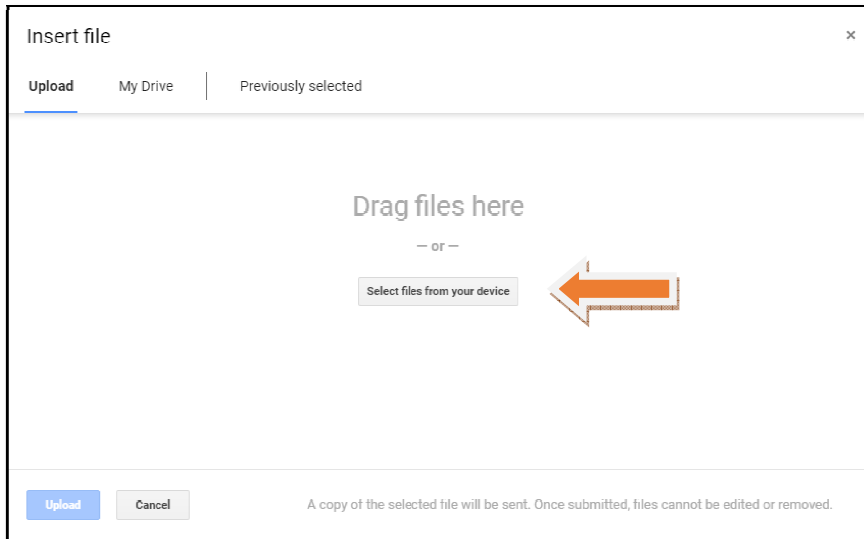 Insert file
×
Upload My Drive Previously selected
Drag files here
— or —
Select files from your device
Upload Cancel A copy of the selected file will be sent. Once submitted, files cannot be edited or removed.